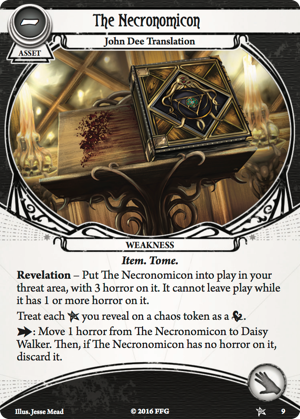 The Necronomicon
ASSET
John Dee Translation
WEAKNESS
Item. Tome.
Revelation – Put The Necronomicon into play in your
threat area, with 3 horror on it. It cannot leave play while
it has 1 or more horror on it.
Treat each you reveal on a chaos token as a .
: Move 1 horror from The Necronomicon to Daisy
Walker. Then, if The Necronomicon has no horror on it,
discard it.
Illus. Jesse Mead
© 2016 FFG
9